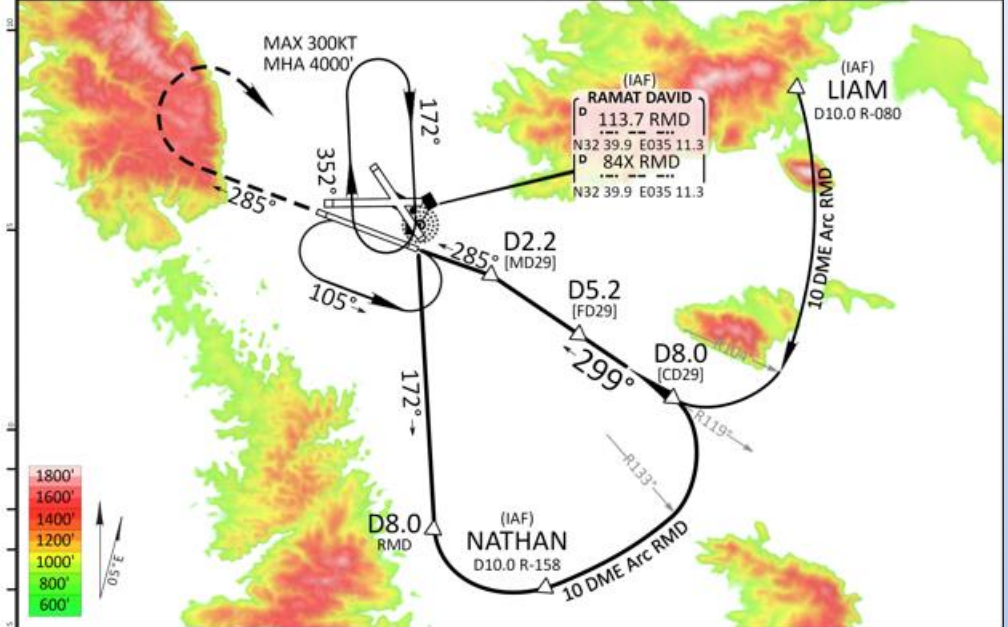 MAX 300KT
MHA 4000'
172°
352°
(IAF)
RAMAT DAVID
D 113.7 RMD
N32 39.9 E035 11.3
D 84X RMD
N32 39.9 E035 11.3
(IAF)
LIAM
D10.0 R-080
10 DME Arc RMD
285°
285°
D2.2
[MD29]
105°
D5.2
[FD29]
299°
D8.0
[CD29]
R104°
R119°
R133°
172°
D8.0
RMD
(IAF)
NATHAN
D10.0 R-158
10 DME Arc RMD
1800'
1600'
1400'
1200'
1000'
800'
600'
05°E